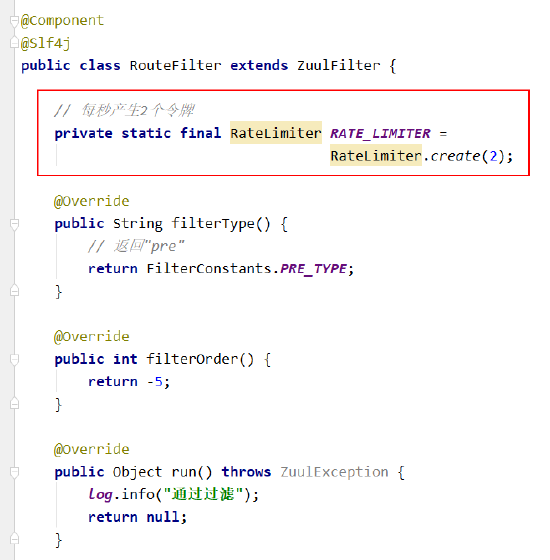 @Component
@Slf4j
public class RouteFilter extends ZuulFilter {
// 每秒产生2个令牌
private static final RateLimiter RATE_LIMITER =
RateLimiter.create(2);
@Override
public String filterType() {
// 返回"pre"
return FilterConstants.PRE_TYPE;
}
@Override
public int filterOrder() {
return -5;
}
@Override
public Object run() throws ZuulException {
log.info("通过过滤");
return null;
}